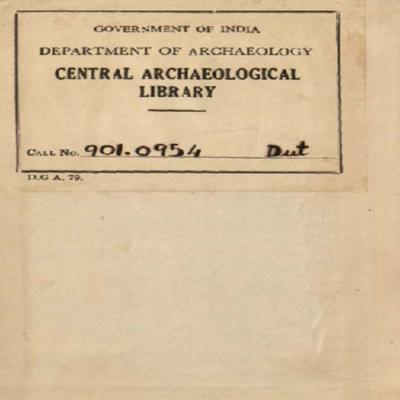 GOVERNMENT OF INDIA
DEPARTMENT OF ARCHAEOLOGY
CENTRAL ARCHAEOLOGICAL
LIBRARY
CALL No. 901.0954 Dut
D.G A. 79.